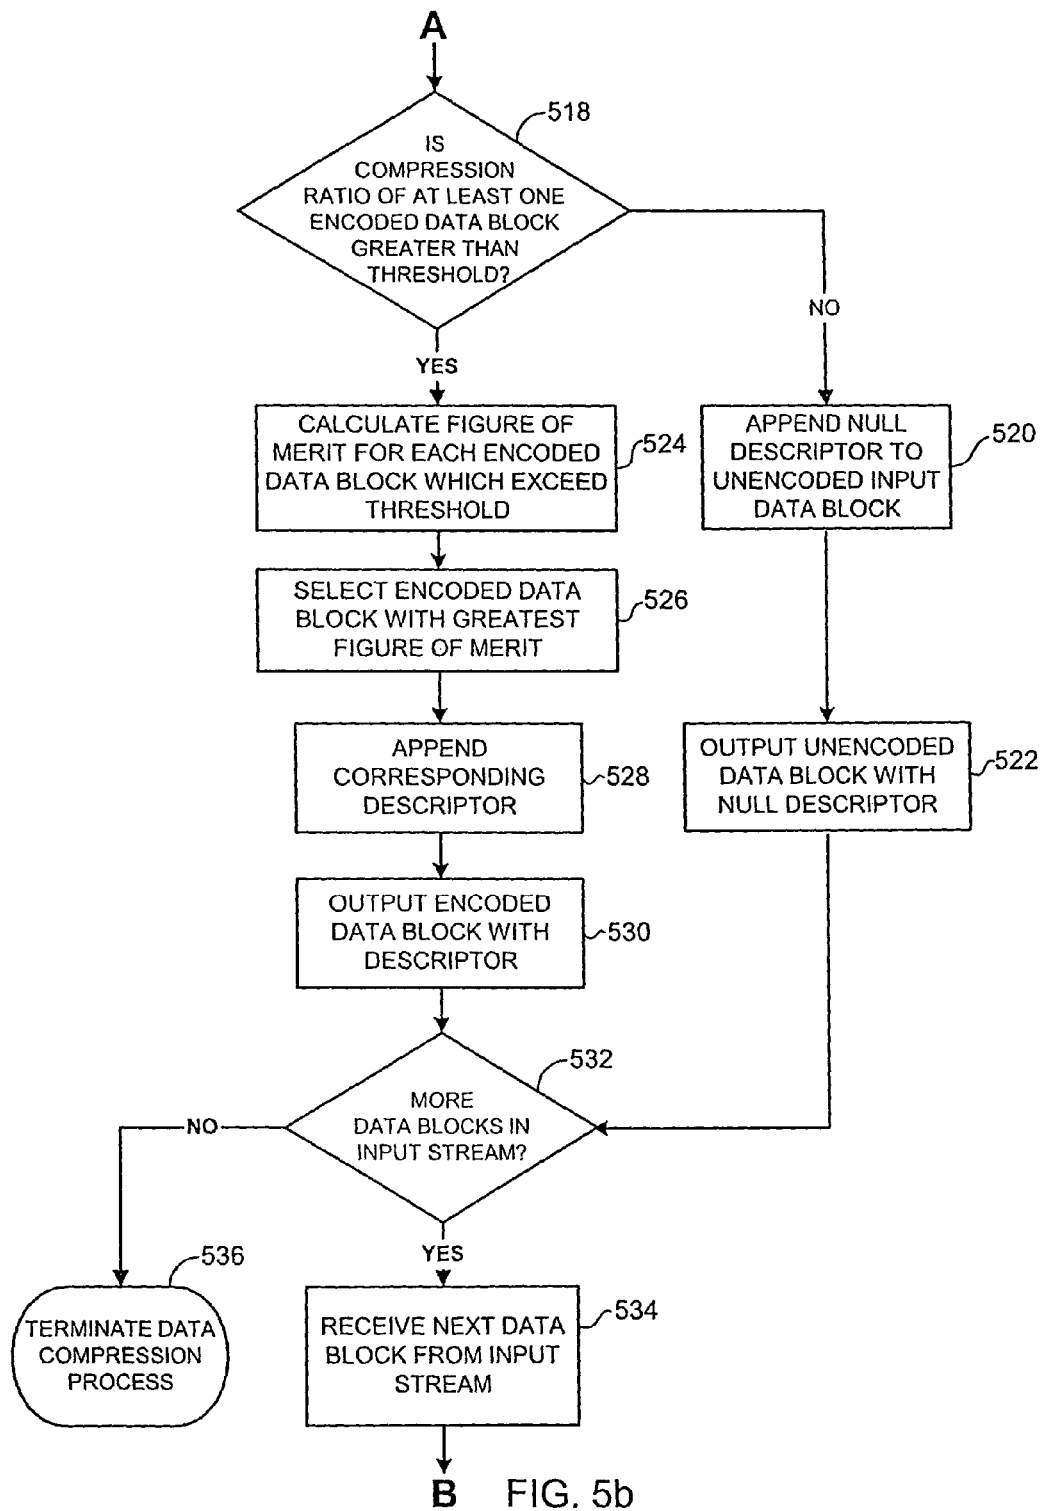 A
518
IS
COMPRESSION
RATIO OF AT LEAST ONE
ENCODED DATA BLOCK
GREATER THAN
THRESHOLD?
NO
YES
CALCULATE FIGURE OF
MERIT FOR EACH ENCODED
DATA BLOCK WHICH EXCEED
THRESHOLD
524
APPEND NULL
DESCRIPTOR TO
UNENCODED INPUT
DATA BLOCK
520
SELECT ENCODED DATA
BLOCK WITH GREATEST
FIGURE OF MERIT
526
APPEND
CORRESPONDING
DESCRIPTOR
528
OUTPUT UNENCODED
DATA BLOCK WITH
NULL DESCRIPTOR
522
OUTPUT ENCODED
DATA BLOCK WITH
DESCRIPTOR
530
532
MORE
DATA BLOCKS IN
INPUT STREAM?
NO
YES
536
TERMINATE DATA
COMPRESSION
PROCESS
RECEIVE NEXT DATA
BLOCK FROM INPUT
STREAM
534
B
FIG. 5b